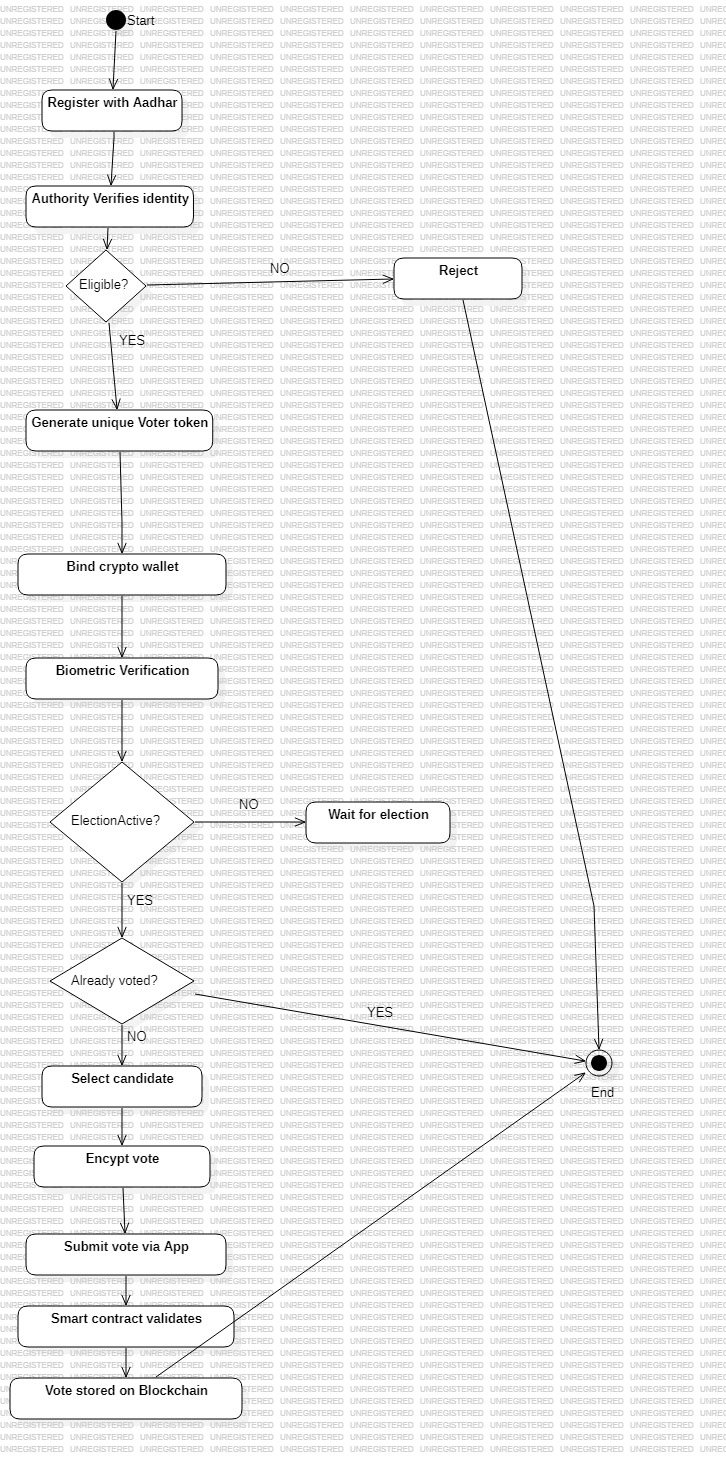 Start
Register with Aadhar
Authority Verifies identity
Eligible?
NO
Reject
YES
Generate unique Voter token
Bind crypto wallet
Biometric Verification
ElectionActive?
NO
Wait for election
YES
Already voted?
YES
NO
Select candidate
End
Encypt vote
Submit vote via App
Smart contract validates
Vote stored on Blockchain
UNREGISTERED